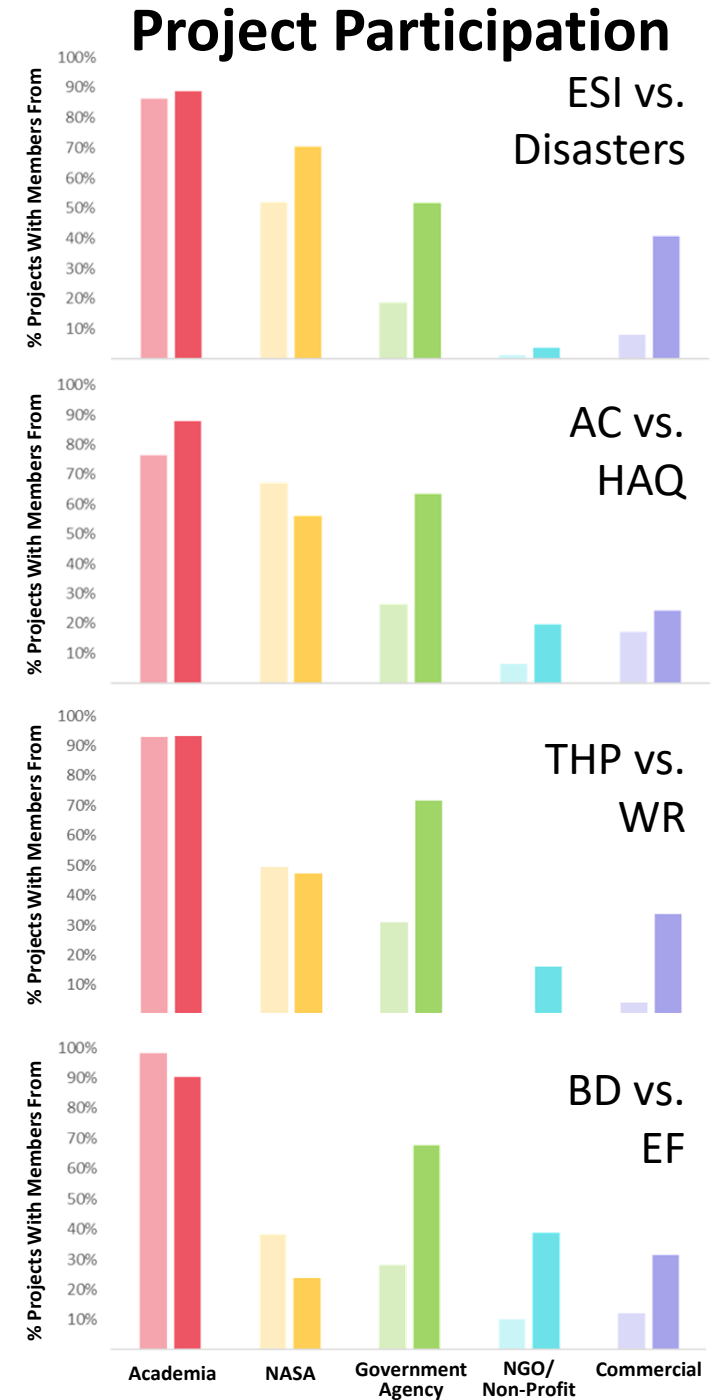 Project Participation
% Projects With Members From
100%
90%
80%
70%
60%
50%
40%
30%
20%
10%
ESI vs.
Disasters
% Projects With Members From
100%
90%
80%
70%
60%
50%
40%
30%
20%
10%
AC vs.
HAQ
% Projects With Members From
100%
90%
80%
70%
60%
50%
40%
30%
20%
10%
THP vs.
WR
% Projects With Members From
100%
90%
80%
70%
60%
50%
40%
30%
20%
10%
BD vs.
EF
Academia
NASA
Government
Agency
NGO/
Non-Profit
Commercial